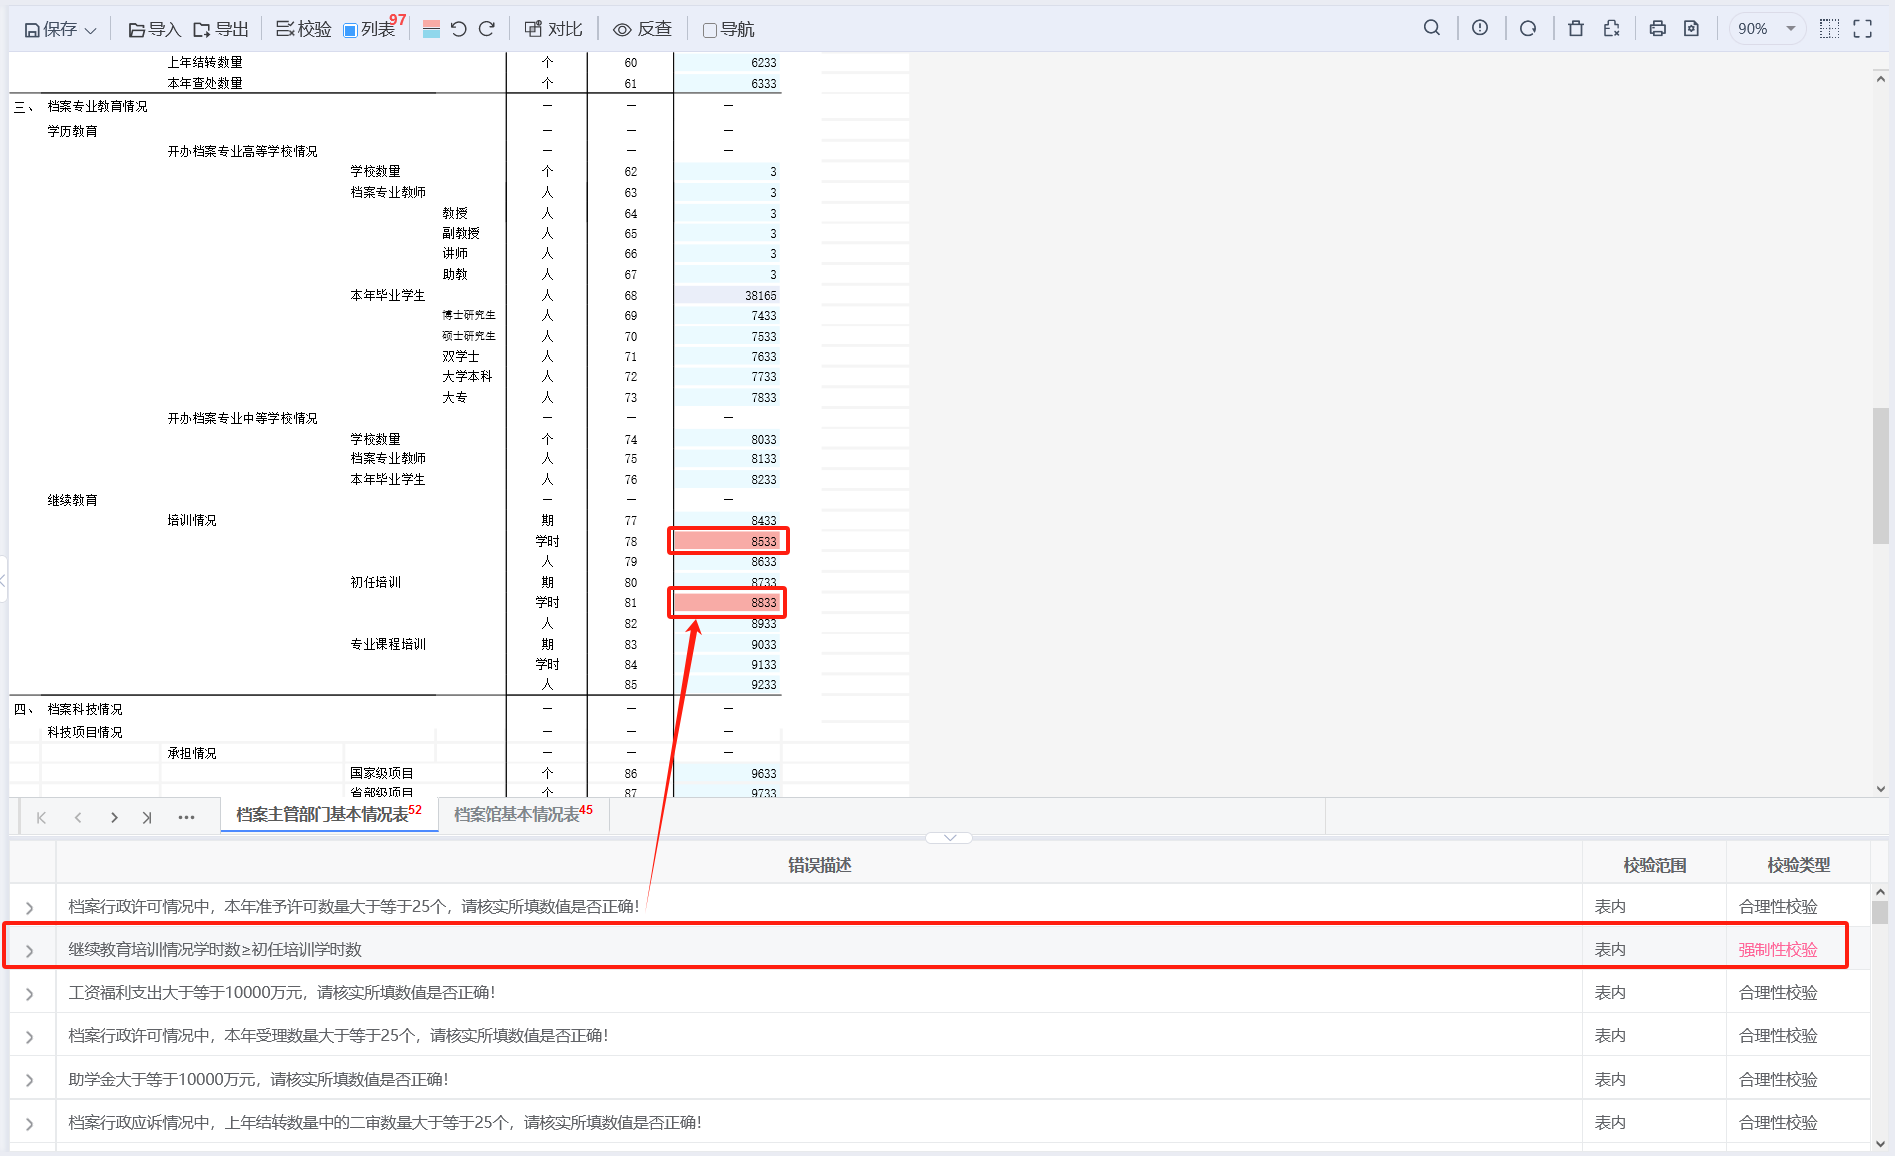 保存 导入 导出 校验 列表 97 对比 反查 导航 90%
上年结转数量 个 60 6233
本年查处数量 个 61 6333
三、 档案专业教育情况 — — —
学历教育 — — —
开办档案专业高等学校情况 — — —
学校数量 个 62 3
档案专业教师 人 63 3
教授 人 64 3
副教授 人 65 3
讲师 人 66 3
助教 人 67 3
本年毕业学生 人 68 38165
博士研究生 人 69 7433
硕士研究生 人 70 7533
双学士 人 71 7633
大学本科 人 72 7733
大专 人 73 7833
开办档案专业中等学校情况 — — —
学校数量 个 74 8033
档案专业教师 人 75 8133
本年毕业学生 人 76 8233
继续教育 — — —
培训情况 期 77 8433
学时 78 8533
人 79 8633
初任培训 期 80 8733
学时 81 8833
人 82 8933
专业课程培训 期 83 9033
学时 84 9133
人 85 9233
四、 档案科技情况 — — —
科技项目情况 — — —
承担情况 — — —
国家级项目 个 86 9633
省部级项目 个 87 9733
••• 档案主管部门基本情况表52 档案馆基本情况表45
错误描述 校验范围 校验类型
档案行政许可情况中，本年准予许可数量大于等于25个，请核实所填数值是否正确！ 表内 合理性校验
继续教育培训情况学时数≥初任培训学时数 表内 强制性校验
工资福利支出大于等于10000万元，请核实所填数值是否正确！ 表内 合理性校验
档案行政许可情况中，本年受理数量大于等于25个，请核实所填数值是否正确！ 表内 合理性校验
助学金大于等于10000万元，请核实所填数值是否正确！ 表内 合理性校验
档案行政应诉情况中，上年结转数量中的二审数量大于等于25个，请核实所填数值是否正确！ 表内 合理性校验